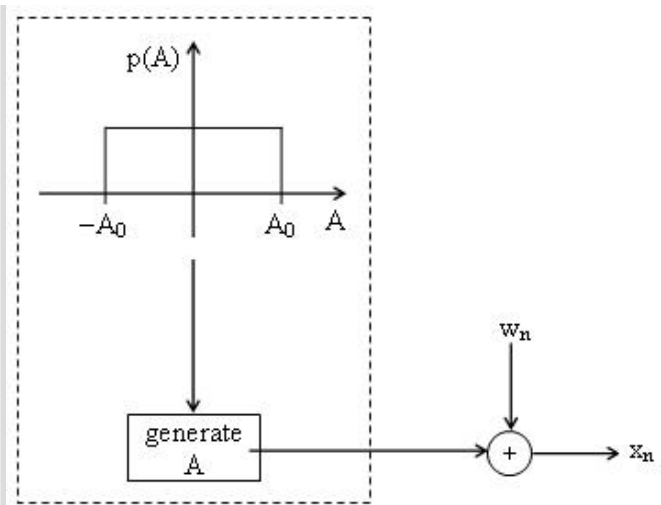 p(A)
−A₀ A₀ A
wₙ
generate
A
+ xₙ